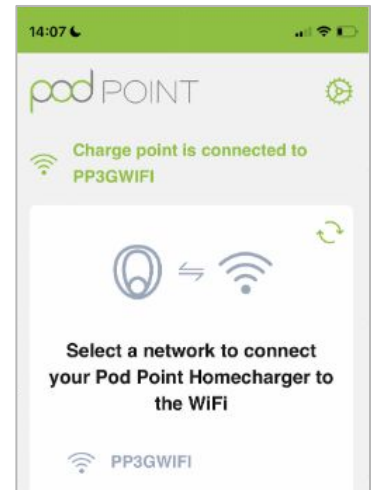 14:07
pod POINT
Charge point is connected to
PP3GWIFI
Select a network to connect
your Pod Point Homecharger to
the WiFi
PP3GWIFI